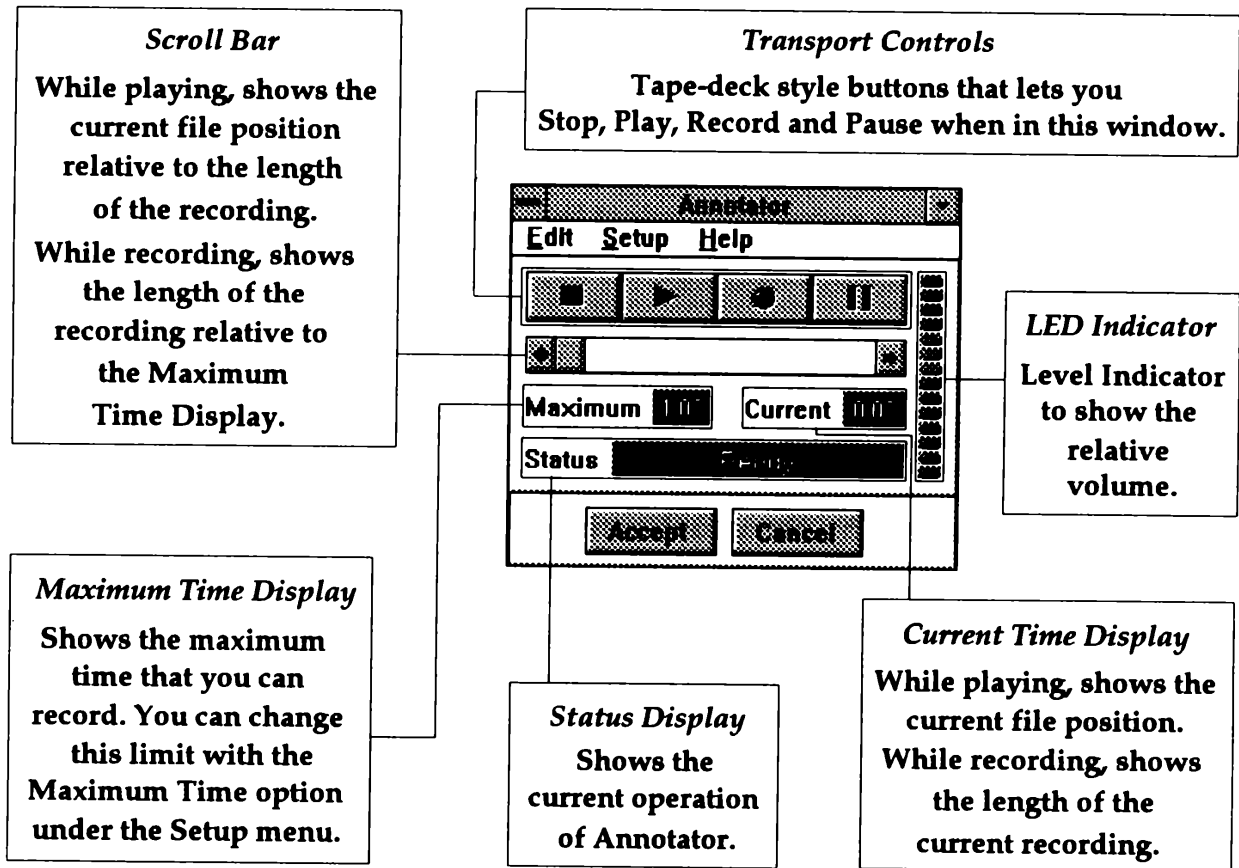 Scroll Bar
While playing, shows the
current file position
relative to the length
of the recording.
While recording, shows
the length of the
recording relative to
the Maximum
Time Display.
Transport Controls
Tape-deck style buttons that lets you
Stop, Play, Record and Pause when in this window.
Annotator
Edit Setup Help
Maximum Current
Status
Accept Cancel
LED Indicator
Level Indicator
to show the
relative
volume.
Maximum Time Display
Shows the maximum
time that you can
record. You can change
this limit with the
Maximum Time option
under the Setup menu.
Status Display
Shows the
current operation
of Annotator.
Current Time Display
While playing, shows the
current file position.
While recording, shows
the length of the
current recording.